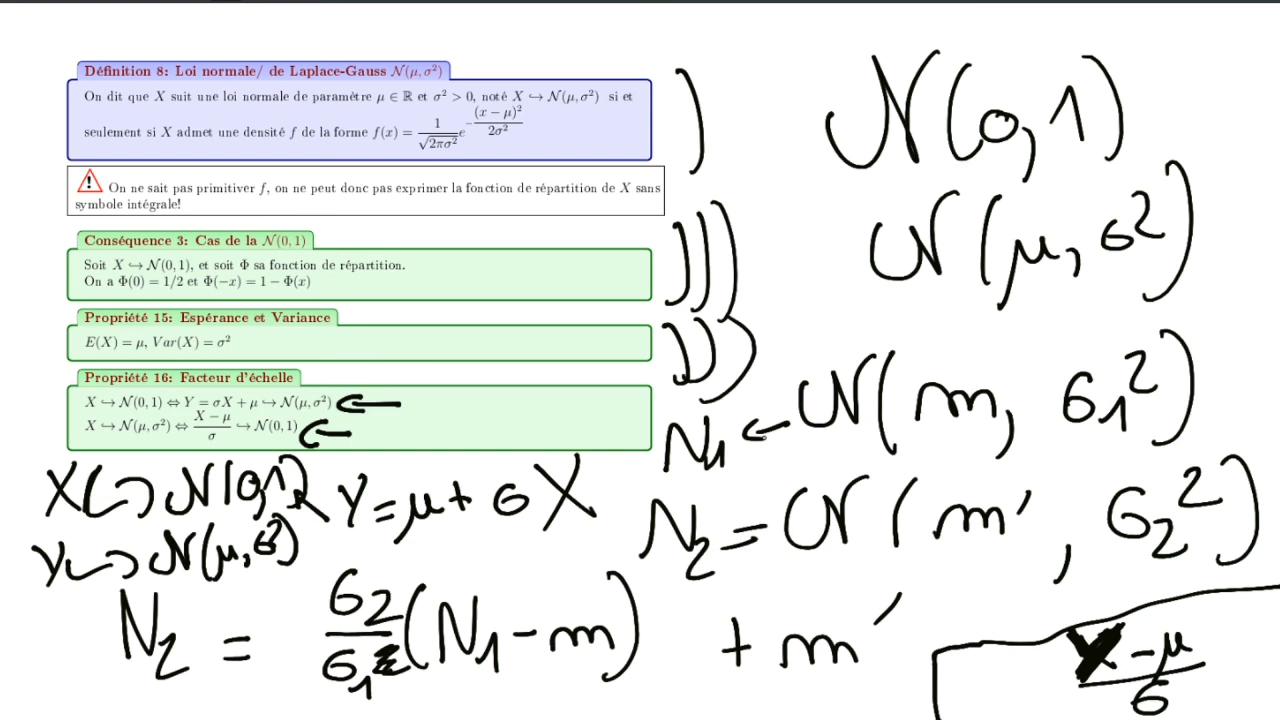 Définition 8: Loi normale/ de Laplace-Gauss 𝒩(μ, σ²)
On dit que X suit une loi normale de paramètre μ ∈ ℝ et σ² > 0, noté X ↪ 𝒩(μ, σ²) si et
seulement si X admet une densité f de la forme f(x) = 1/√(2πσ²) e^(−(x − μ)²/(2σ²))
On ne sait pas primitiver f, on ne peut donc pas exprimer la fonction de répartition de X sans
symbole intégrale!
Conséquence 3: Cas de la 𝒩(0, 1)
Soit X ↪ 𝒩(0, 1), et soit Φ sa fonction de répartition.
On a Φ(0) = 1/2 et Φ(−x) = 1 − Φ(x)
Propriété 15: Espérance et Variance
E(X) = μ, Var(X) = σ²
Propriété 16: Facteur d'échelle
X ↪ 𝒩(0, 1) ⇔ Y = σX + μ ↪ 𝒩(μ, σ²)
X ↪ 𝒩(μ, σ²) ⇔ (X − μ)/σ ↪ 𝒩(0, 1)
𝒩(0, 1)
𝒩(μ, σ²)
N₁ ← 𝒩(m, σ₁²)
N₂ = 𝒩(m′, σ₂²)
X ↪ 𝒩(0,1) Y = μ + σ X
Y ↪ 𝒩(μ, σ²)
N₂ = σ₂/σ₁ (N₁ − m) + m′
(X − μ)/σ